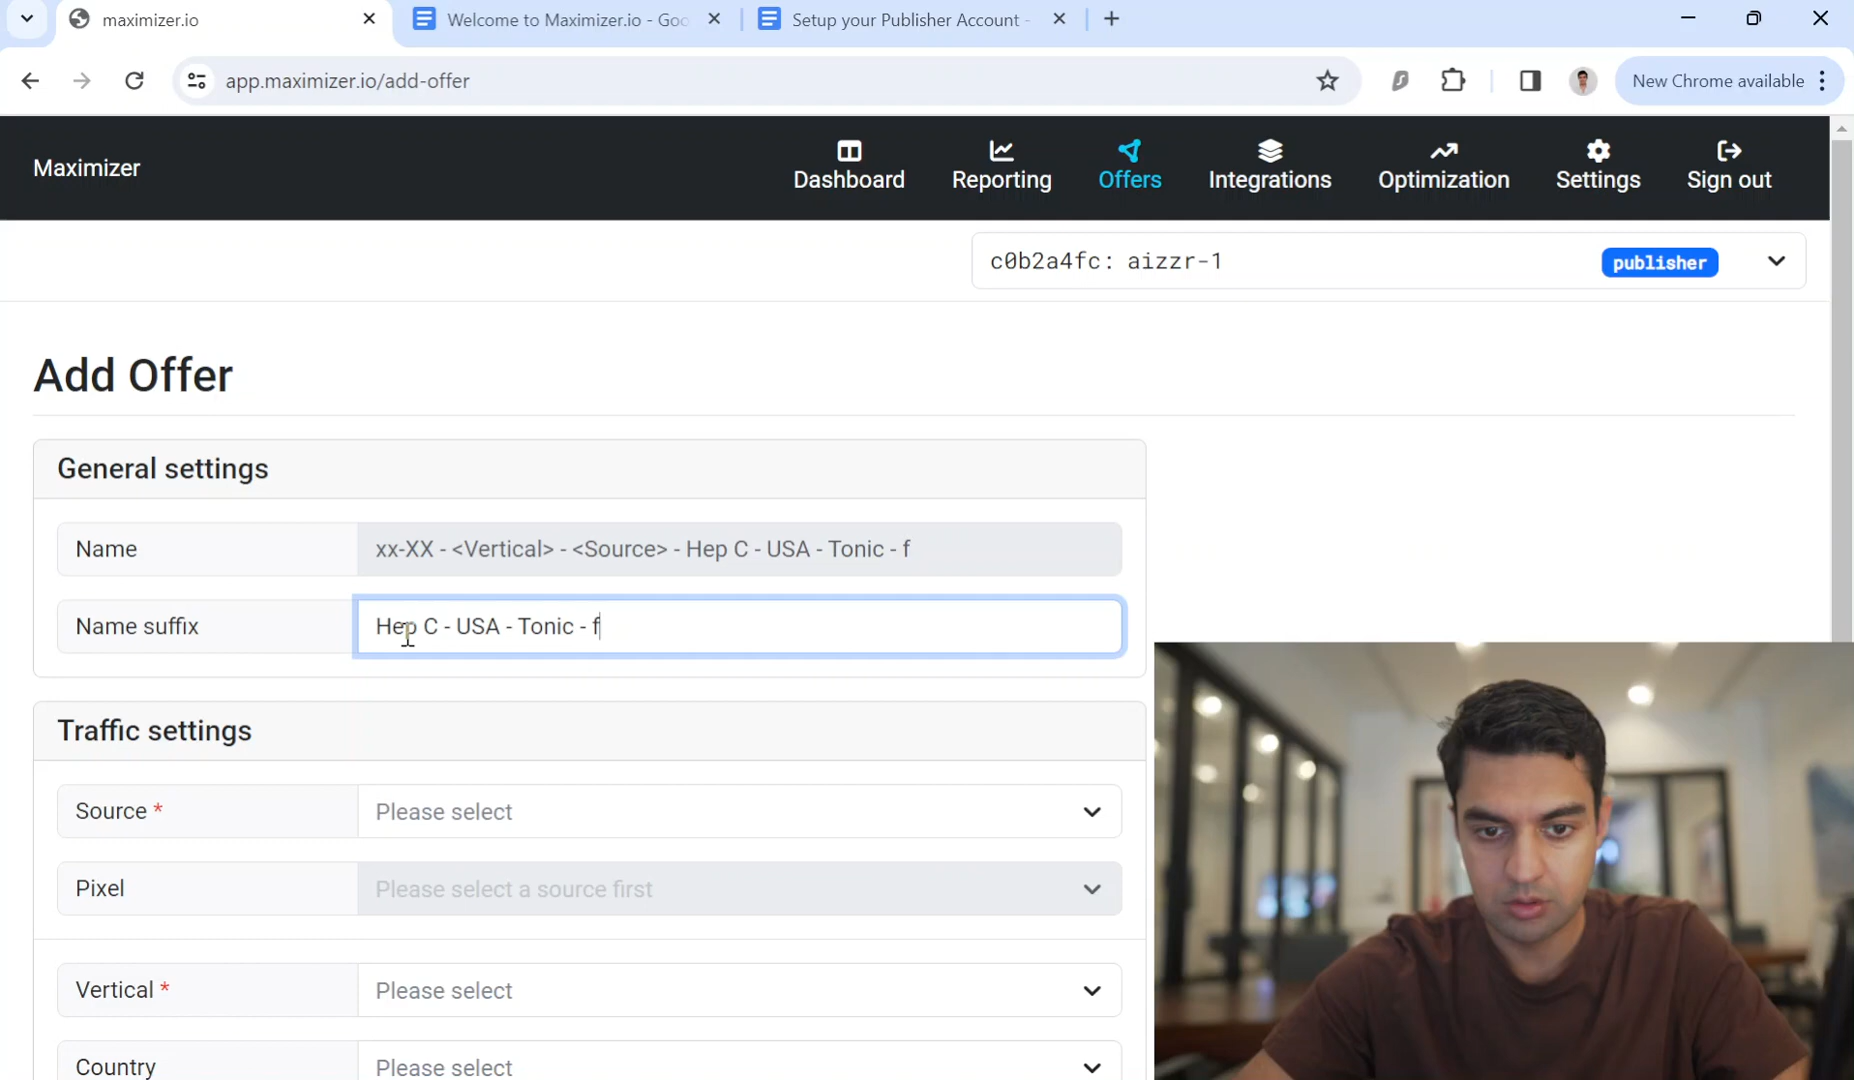 maximizer.io
Welcome to Maximizer.io - Goo
Setup your Publisher Account -
app.maximizer.io/add-offer
New Chrome available
Maximizer
Dashboard
Reporting
Offers
Integrations
Optimization
Settings
Sign out
c0b2a4fc: aizzr-1
publisher
Add Offer
General settings
Name
xx-XX - <Vertical> - <Source> - Hep C - USA - Tonic - f
Name suffix
Hep C - USA - Tonic - f
Traffic settings
Source *
Please select
Pixel
Please select a source first
Vertical *
Please select
Country
Please select